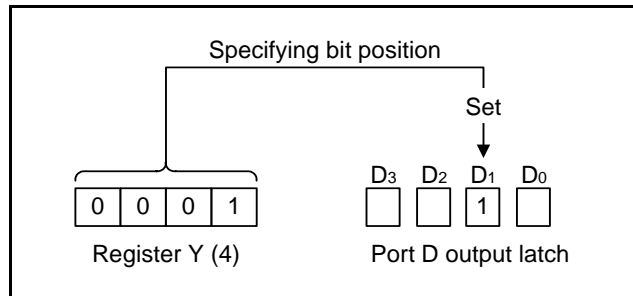 Specifying bit position
Set
D3 D2 D1 D0
0 0 0 1 1
Register Y (4) Port D output latch